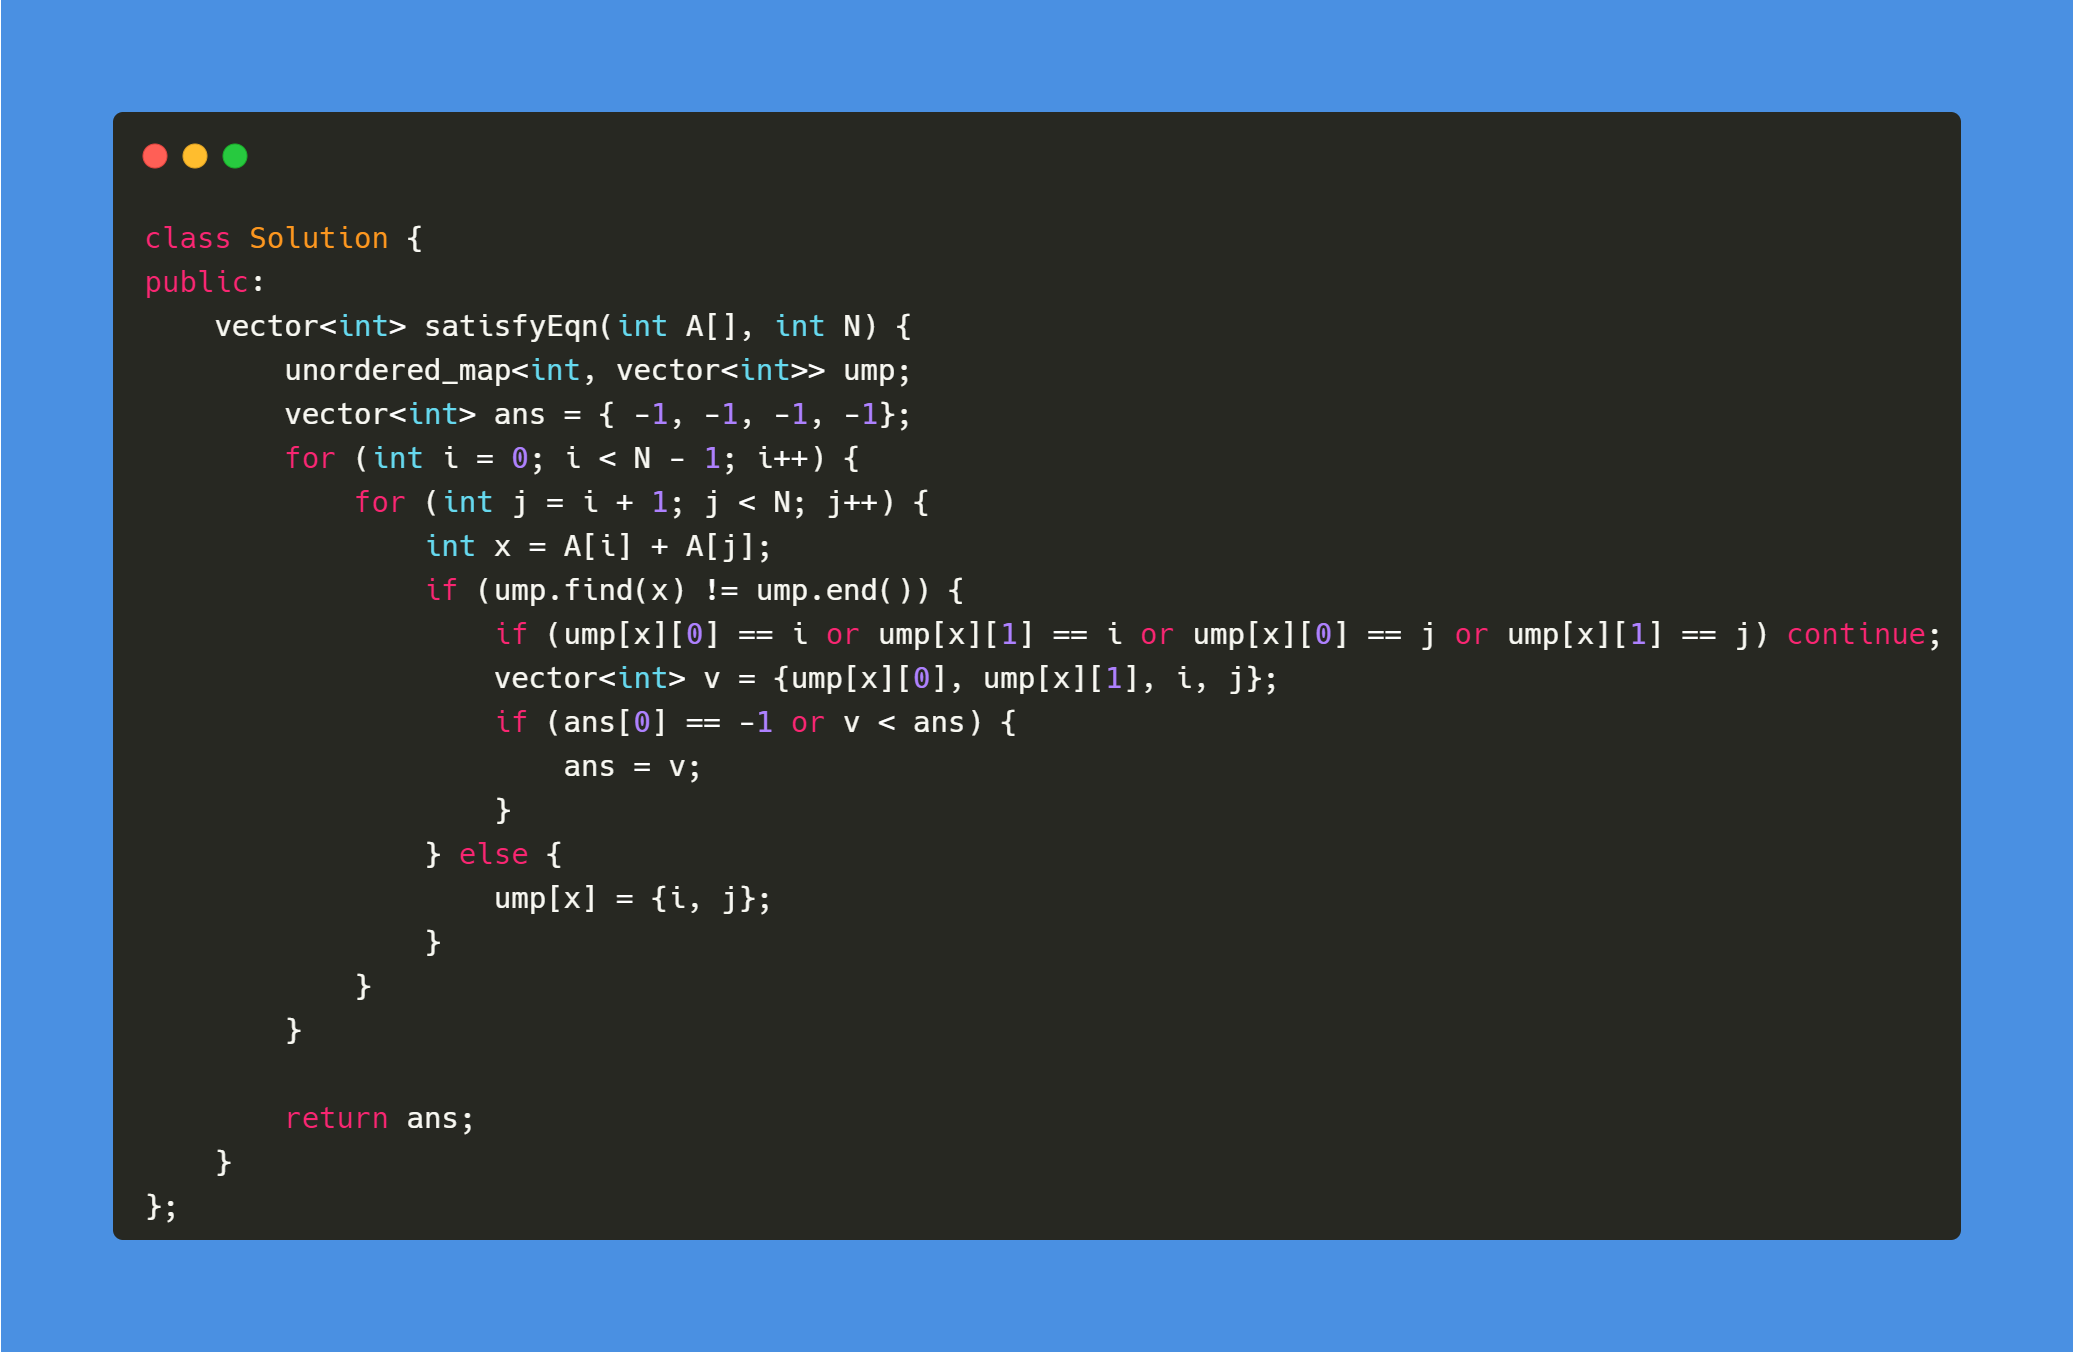 class Solution {
public:
    vector<int> satisfyEqn(int A[], int N) {
        unordered_map<int, vector<int>> ump;
        vector<int> ans = { -1, -1, -1, -1};
        for (int i = 0; i < N - 1; i++) {
            for (int j = i + 1; j < N; j++) {
                int x = A[i] + A[j];
                if (ump.find(x) != ump.end()) {
                    if (ump[x][0] == i or ump[x][1] == i or ump[x][0] == j or ump[x][1] == j) continue;
                    vector<int> v = {ump[x][0], ump[x][1], i, j};
                    if (ans[0] == -1 or v < ans) {
                        ans = v;
                    }
                } else {
                    ump[x] = {i, j};
                }
            }
        }

        return ans;
    }
};